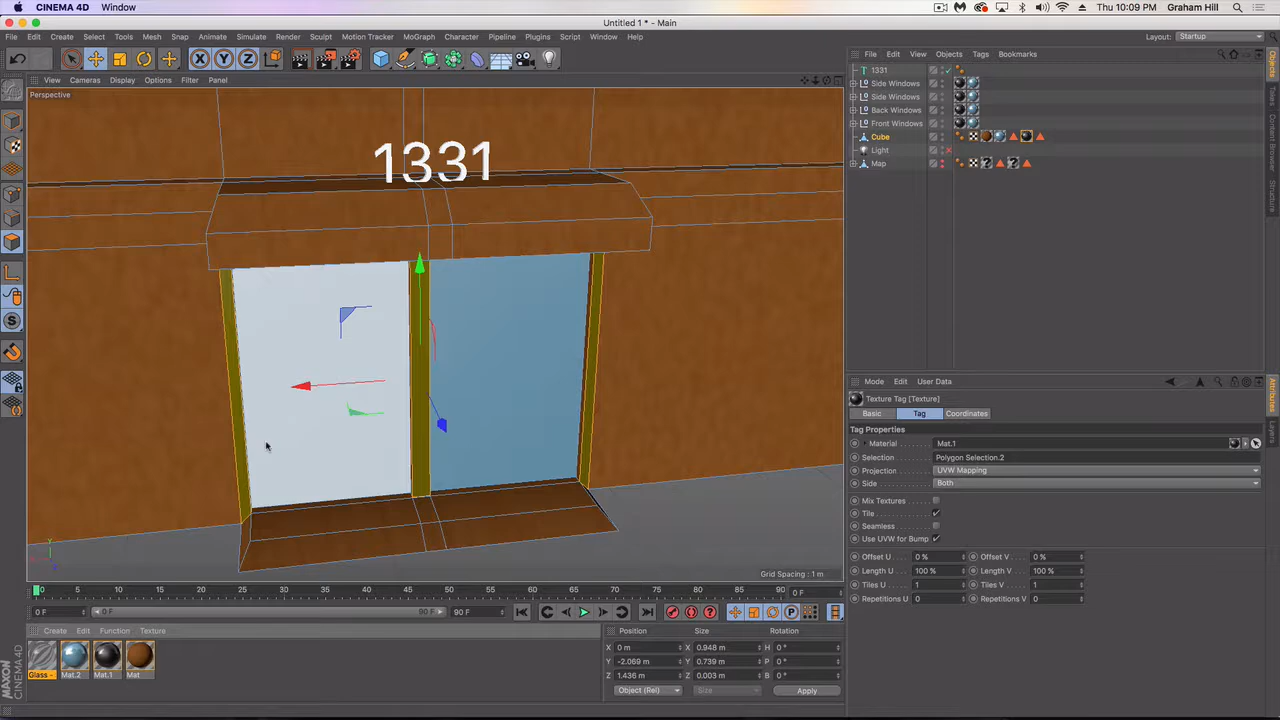 CINEMA 4D Window Thu 10:09 PM Graham Hill
Untitled 1 * - Main
File Edit Create Select Tools Mesh Snap Animate Simulate Render Sculpt Motion Tracker MoGraph Character Pipeline Plugins Script Window Help Layout: Startup
View Cameras Display Options Filter Panel
Perspective
1331
Grid Spacing : 1 m
File Edit View Objects Tags Bookmarks
1331
Side Windows
Side Windows
Back Windows
Front Windows
Cube
Light
Map
Objects
Takes
Content Browser
Structure
Mode Edit User Data
Texture Tag [Texture]
Basic Tag Coordinates
Tag Properties
Material Mat.1
Selection Polygon Selection.2
Projection UVW Mapping
Side Both
Mix Textures
Tile
Seamless
Use UVW for Bump
Offset U 0 % Offset V 0 %
Length U 100 % Length V 100 %
Tiles U 1 Tiles V 1
Repetitions U 0 Repetitions V 0
Attributes
Layers
0 5 10 15 20 25 30 35 40 45 50 55 60 65 70 75 80 85 90 0 F
0 F 0 F 90 F 90 F
Create Edit Function Texture
Glass - Mat.2 Mat.1 Mat
Position Size Rotation
X 0 m X 0.948 m H 0 °
Y -2.069 m Y 0.739 m P 0 °
Z 1.436 m Z 0.003 m B 0 °
Object (Rel) Size Apply
MAXON CINEMA 4D